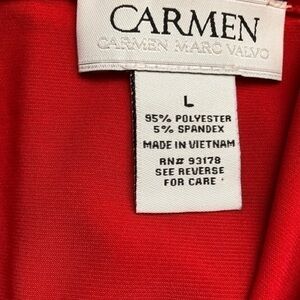 CARMEN
CARMEN MARC VALVO
L
95% POLYESTER
5% SPANDEX
MADE IN VIETNAM
RN# 93178
SEE REVERSE
FOR CARE